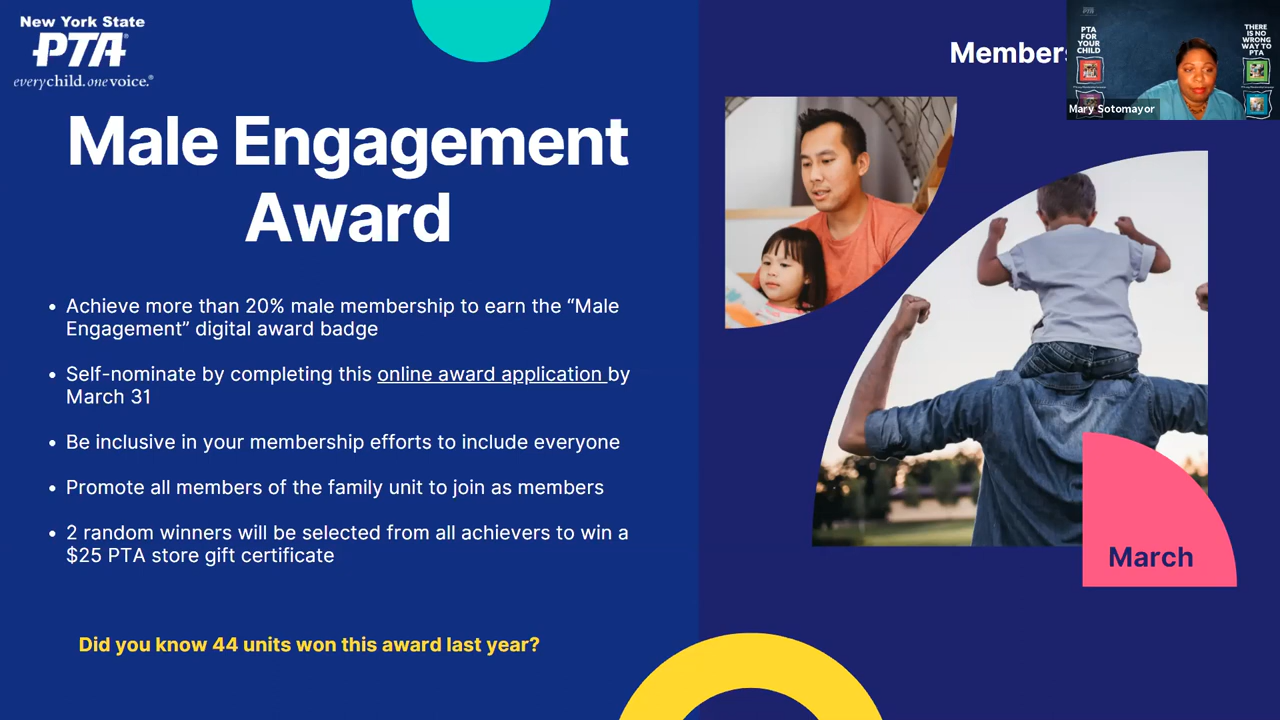 New York State
PTA®
everychild.onevoice.®
Male Engagement
Award
• Achieve more than 20% male membership to earn the “Male
Engagement” digital award badge
• Self-nominate by completing this online award application by
March 31
• Be inclusive in your membership efforts to include everyone
• Promote all members of the family unit to join as members
• 2 random winners will be selected from all achievers to win a
$25 PTA store gift certificate
Did you know 44 units won this award last year?
Members
PTA
FOR
YOUR
CHILD
THERE
IS NO
WRONG
WAY TO
PTA
Mary Sotomayor
March